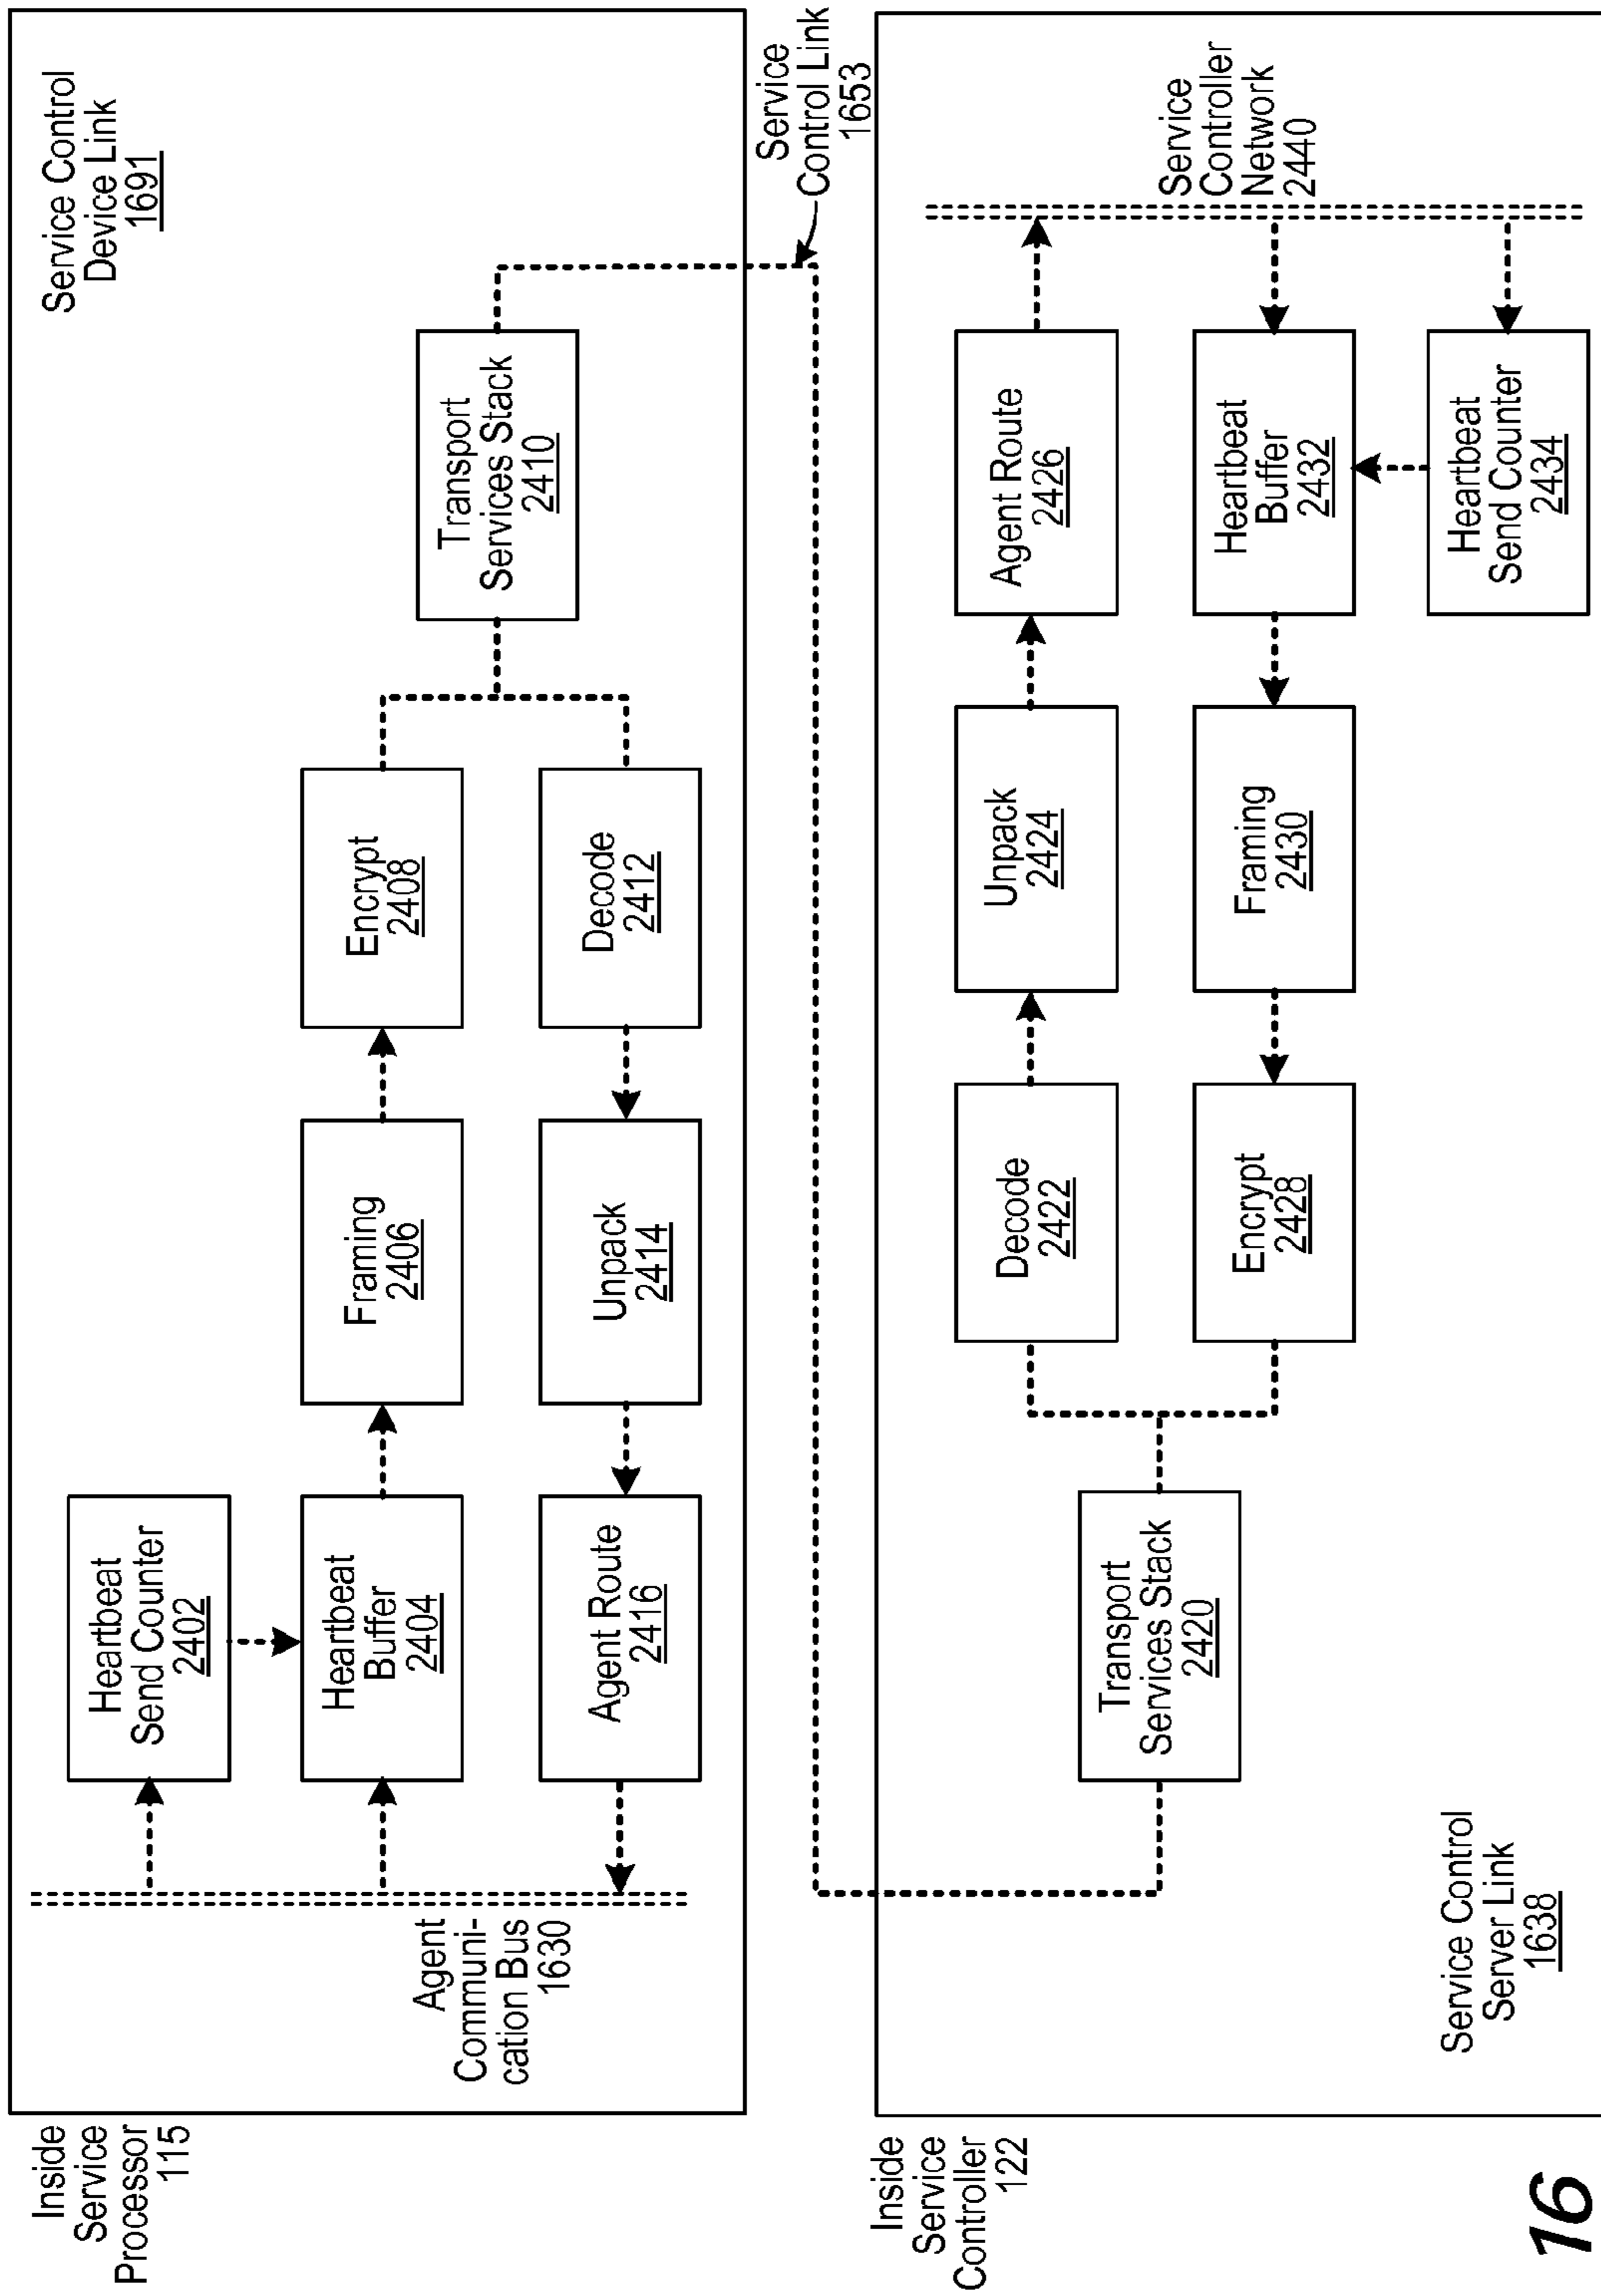 Inside
Service
Processor
115
Service Control
Device Link
1691
Heartbeat
Send Counter
2402
Heartbeat
Buffer
2404
Framing
2406
Encrypt
2408
Transport
Services Stack
2410
Decode
2412
Unpack
2414
Agent Route
2416
Agent
Communi-
cation Bus
1630
Service
Control Link
1653
Inside
Service
Controller
122
Decode
2422
Unpack
2424
Agent Route
2426
Service
Controller
Network
2440
Transport
Services Stack
2420
Encrypt
2428
Framing
2430
Heartbeat
Buffer
2432
Heartbeat
Send Counter
2434
Service Control
Server Link
1638
16